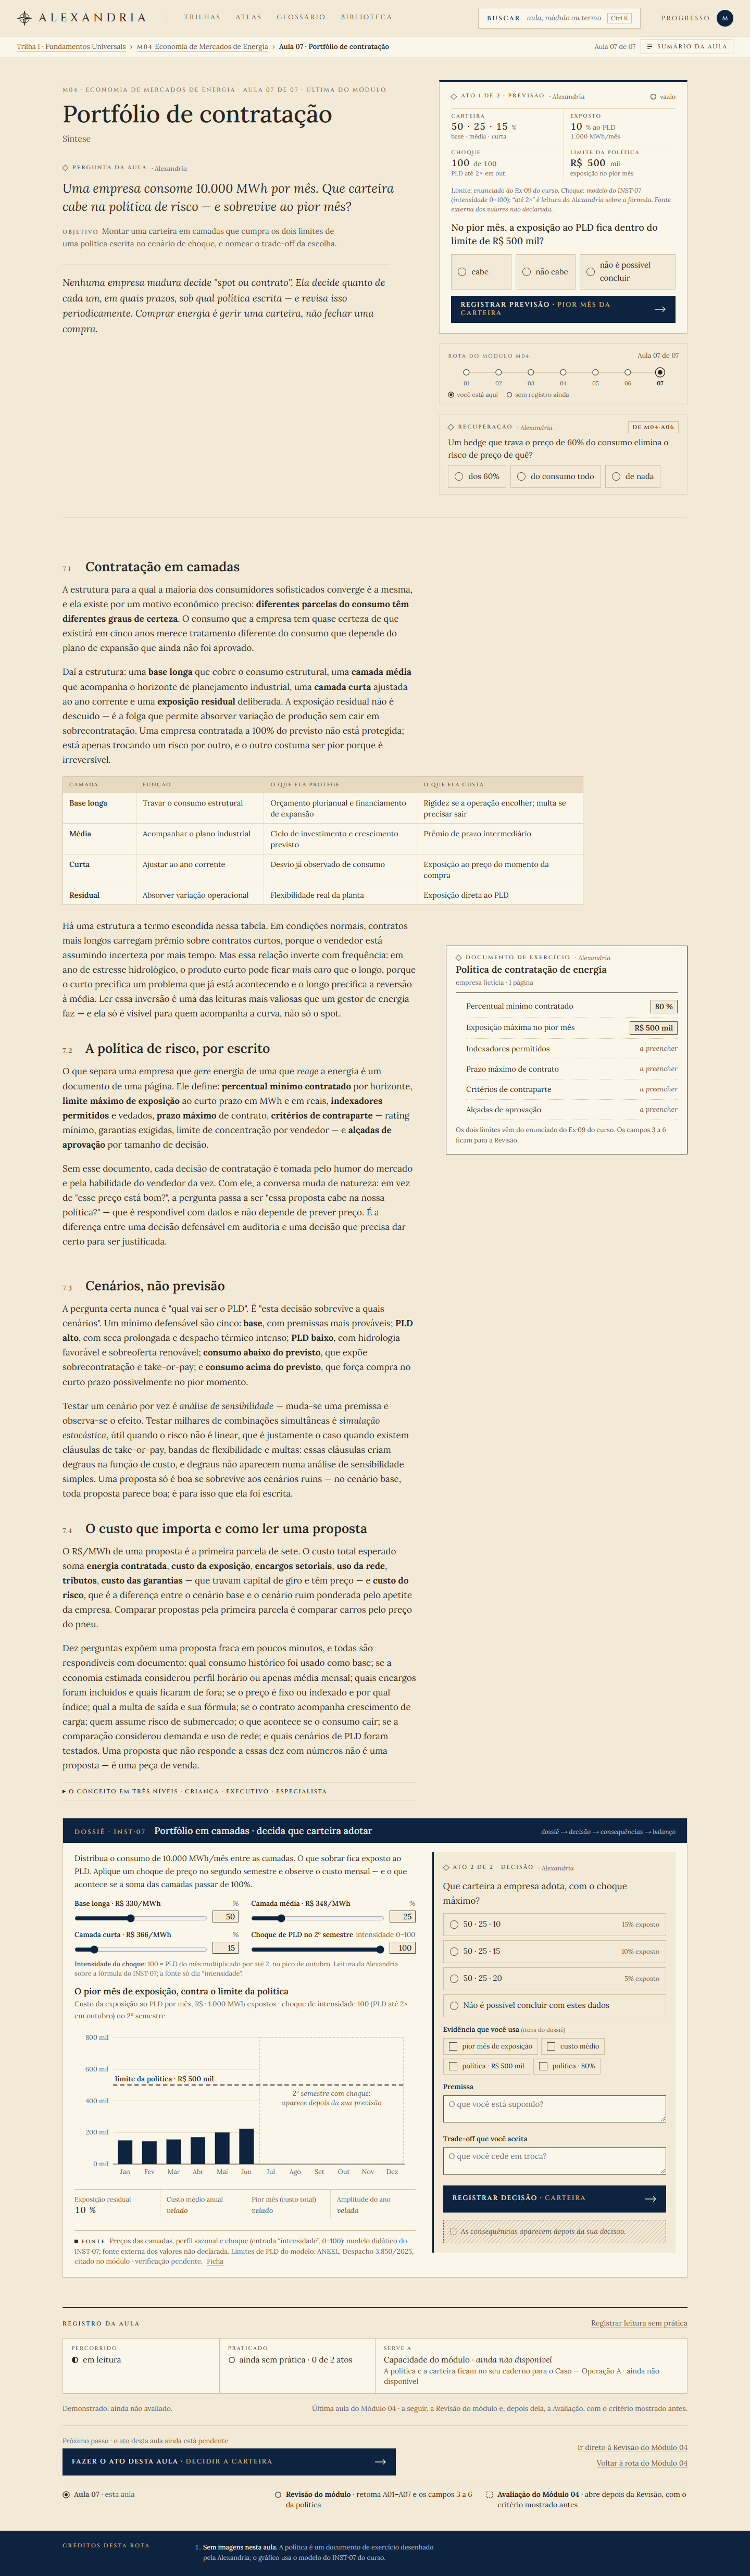 ALEXANDRIA
TRILHAS ATLAS GLOSSÁRIO BIBLIOTECA
BUSCAR aula, módulo ou termo Ctrl K
PROGRESSO M
Trilha I · Fundamentos Universais › M04 Economia de Mercados de Energia › Aula 07 · Portfólio de contratação
Aula 07 de 07 SUMÁRIO DA AULA
M04 · ECONOMIA DE MERCADOS DE ENERGIA · AULA 07 DE 07 · ÚLTIMA DO MÓDULO
Portfólio de contratação
Síntese
PERGUNTA DA AULA · Alexandria
Uma empresa consome 10.000 MWh por mês. Que carteira
cabe na política de risco — e sobrevive ao pior mês?
OBJETIVO Montar uma carteira em camadas que cumpra os dois limites de
uma política escrita no cenário de choque, e nomear o trade-off da escolha.
Nenhuma empresa madura decide "spot ou contrato". Ela decide quanto de
cada um, em quais prazos, sob qual política escrita — e revisa isso
periodicamente. Comprar energia é gerir uma carteira, não fechar uma
compra.
ATO 1 DE 2 · PREVISÃO · Alexandria
vazio
CARTEIRA
50 · 25 · 15 %
base · média · curta
EXPOSTO
10 % ao PLD
1.000 MWh/mês
CHOQUE
100 de 100
PLD até 2× em out.
LIMITE DA POLÍTICA
R$ 500 mil
exposição no pior mês
Limite: enunciado do Ex·09 do curso. Choque: modelo do INST·07
(intensidade 0–100); "até 2×" é leitura da Alexandria sobre a fórmula. Fonte
externa dos valores não declarada.
No pior mês, a exposição ao PLD fica dentro do
limite de R$ 500 mil?
cabe
não cabe
não é possível
concluir
REGISTRAR PREVISÃO · PIOR MÊS DA
CARTEIRA
ROTA DO MÓDULO M04
Aula 07 de 07
01 02 03 04 05 06 07
você está aqui sem registro ainda
RECUPERAÇÃO · Alexandria
De M04·A06
Um hedge que trava o preço de 60% do consumo elimina o
risco de preço de quê?
dos 60%
do consumo todo
de nada
7.1 Contratação em camadas
A estrutura para a qual a maioria dos consumidores sofisticados converge é a mesma,
e ela existe por um motivo econômico preciso: diferentes parcelas do consumo têm
diferentes graus de certeza. O consumo que a empresa tem quase certeza de que
existirá em cinco anos merece tratamento diferente do consumo que depende do
plano de expansão que ainda não foi aprovado.
Daí a estrutura: uma base longa que cobre o consumo estrutural, uma camada média
que acompanha o horizonte de planejamento industrial, uma camada curta ajustada
ao ano corrente e uma exposição residual deliberada. A exposição residual não é
descuido — é a folga que permite absorver variação de produção sem cair em
sobrecontratação. Uma empresa contratada a 100% do previsto não está protegida;
está apenas trocando um risco por outro, e o outro costuma ser pior porque é
irreversível.
CAMADA FUNÇÃO O QUE ELA PROTEGE O QUE ELA CUSTA
Base longa
Travar o consumo estrutural
Orçamento plurianual e financiamento
de expansão
Rigidez se a operação encolher; multa se
precisar sair
Média
Acompanhar o plano industrial
Ciclo de investimento e crescimento
previsto
Prêmio de prazo intermediário
Curta
Ajustar ao ano corrente
Desvio já observado de consumo
Exposição ao preço do momento da
compra
Residual
Absorver variação operacional
Flexibilidade real da planta
Exposição direta ao PLD
Há uma estrutura a termo escondida nessa tabela. Em condições normais, contratos
mais longos carregam prêmio sobre contratos curtos, porque o vendedor está
assumindo incerteza por mais tempo. Mas essa relação inverte com frequência: em
ano de estresse hidrológico, o produto curto pode ficar mais caro que o longo, porque
o curto precifica um problema que já está acontecendo e o longo precifica a reversão
à média. Ler essa inversão é uma das leituras mais valiosas que um gestor de energia
faz — e ela só é visível para quem acompanha a curva, não só o spot.
DOCUMENTO DE EXERCÍCIO · Alexandria
Política de contratação de energia
empresa fictícia · 1 página
Percentual mínimo contratado 80 %
Exposição máxima no pior mês R$ 500 mil
Indexadores permitidos a preencher
Prazo máximo de contrato a preencher
Critérios de contraparte a preencher
Alçadas de aprovação a preencher
Os dois limites vêm do enunciado do Ex·09 do curso. Os campos 3 a 6
ficam para a Revisão.
7.2 A política de risco, por escrito
O que separa uma empresa que gere energia de uma que reage a energia é um
documento de uma página. Ele define: percentual mínimo contratado por horizonte,
limite máximo de exposição ao curto prazo em MWh e em reais, indexadores
permitidos e vedados, prazo máximo de contrato, critérios de contraparte — rating
mínimo, garantias exigidas, limite de concentração por vendedor — e alçadas de
aprovação por tamanho de decisão.
Sem esse documento, cada decisão de contratação é tomada pelo humor do mercado
e pela habilidade do vendedor da vez. Com ele, a conversa muda de natureza: em vez
de "esse preço está bom?", a pergunta passa a ser "essa proposta cabe na nossa
política?" — que é respondível com dados e não depende de prever preço. É a
diferença entre uma decisão defensável em auditoria e uma decisão que precisa dar
certo para ser justificada.
7.3 Cenários, não previsão
A pergunta certa nunca é "qual vai ser o PLD". É "esta decisão sobrevive a quais
cenários". Um mínimo defensável são cinco: base, com premissas mais prováveis; PLD
alto, com seca prolongada e despacho térmico intenso; PLD baixo, com hidrologia
favorável e sobreoferta renovável; consumo abaixo do previsto, que expõe
sobrecontratação e take-or-pay; e consumo acima do previsto, que força compra no
curto prazo possivelmente no pior momento.
Testar um cenário por vez é análise de sensibilidade — muda-se uma premissa e
observa-se o efeito. Testar milhares de combinações simultâneas é simulação
estocástica, útil quando o risco não é linear, que é justamente o caso quando existem
cláusulas de take-or-pay, bandas de flexibilidade e multas: essas cláusulas criam
degraus na função de custo, e degraus não aparecem numa análise de sensibilidade
simples. Uma proposta só é boa se sobrevive aos cenários ruins — no cenário base,
toda proposta parece boa; é para isso que ela foi escrita.
7.4 O custo que importa e como ler uma proposta
O R$/MWh de uma proposta é a primeira parcela de sete. O custo total esperado
soma energia contratada, custo da exposição, encargos setoriais, uso da rede,
tributos, custo das garantias — que travam capital de giro e têm preço — e custo do
risco, que é a diferença entre o cenário base e o cenário ruim ponderada pelo apetite
da empresa. Comparar propostas pela primeira parcela é comparar carros pelo preço
do pneu.
Dez perguntas expõem uma proposta fraca em poucos minutos, e todas são
respondíveis com documento: qual consumo histórico foi usado como base; se a
economia estimada considerou perfil horário ou apenas média mensal; quais encargos
foram incluídos e quais ficaram de fora; se o preço é fixo ou indexado e por qual
índice; qual a multa de saída e sua fórmula; se o contrato acompanha crescimento de
carga; quem assume risco de submercado; o que acontece se o consumo cair; se a
comparação considerou demanda e uso de rede; e quais cenários de PLD foram
testados. Uma proposta que não responde a essas dez com números não é uma
proposta — é uma peça de venda.
O CONCEITO EM TRÊS NÍVEIS · CRIANÇA · EXECUTIVO · ESPECIALISTA
DOSSIÊ · INST·07 Portfólio em camadas · decida que carteira adotar
dossiê → decisão → consequências → balanço
Distribua o consumo de 10.000 MWh/mês entre as camadas. O que sobrar fica exposto ao
PLD. Aplique um choque de preço no segundo semestre e observe o custo mensal — e o que
acontece se a soma das camadas passar de 100%.
Base longa · R$ 330/MWh % 50
Camada média · R$ 348/MWh % 25
Camada curta · R$ 366/MWh % 15
Choque de PLD no 2º semestre intensidade 0–100 100
Intensidade do choque: 100 = PLD do mês multiplicado por até 2, no pico de outubro. Leitura da Alexandria
sobre a fórmula do INST·07; a fonte só diz "intensidade".
O pior mês de exposição, contra o limite da política
Custo da exposição ao PLD por mês, R$ · 1.000 MWh expostos · choque de intensidade 100 (PLD até 2×
em outubro) no 2º semestre
800 mil
600 mil
limite da política · R$ 500 mil
400 mil
2º semestre com choque:
aparece depois da sua previsão
200 mil
0 mil
Jan Fev Mar Abr Mai Jun Jul Ago Set Out Nov Dez
Exposição residual
10 %
Custo médio anual
velado
Pior mês (custo total)
velado
Amplitude do ano
velada
FONTE Preços das camadas, perfil sazonal e choque (entrada "intensidade", 0–100): modelo didático do
INST·07; fonte externa dos valores não declarada. Limites de PLD do modelo: ANEEL, Despacho 3.850/2025,
citado no módulo · verificação pendente. Ficha
ATO 2 DE 2 · DECISÃO · Alexandria
Que carteira a empresa adota, com o choque
máximo?
50 · 25 · 10 15% exposto
50 · 25 · 15 10% exposto
50 · 25 · 20 5% exposto
Não é possível concluir com estes dados
Evidência que você usa (itens do dossiê)
pior mês de exposição
custo médio
política · R$ 500 mil
política · 80%
Premissa
O que você está supondo?
Trade-off que você aceita
O que você cede em troca?
REGISTRAR DECISÃO · CARTEIRA
As consequências aparecem depois da sua decisão.
REGISTRO DA AULA
Registrar leitura sem prática
PERCORRIDO
em leitura
PRATICADO
ainda sem prática · 0 de 2 atos
SERVE A
Capacidade do módulo · ainda não disponível
A política e a carteira ficam no seu caderno para o Caso — Operação A · ainda não
disponível
Demonstrado: ainda não avaliado.
Última aula do Módulo 04 · a seguir, a Revisão do módulo e, depois dela, a Avaliação, com o critério mostrado antes.
Próximo passo · o ato desta aula ainda está pendente
FAZER O ATO DESTA AULA · DECIDIR A CARTEIRA
Ir direto à Revisão do Módulo 04
Voltar à rota do Módulo 04
Aula 07 · esta aula
Revisão do módulo · retoma A01–A07 e os campos 3 a 6
da política
Avaliação do Módulo 04 · abre depois da Revisão, com o
critério mostrado antes
CRÉDITOS DESTA ROTA
1. Sem imagens nesta aula. A política é um documento de exercício desenhado
pela Alexandria; o gráfico usa o modelo do INST·07 do curso.